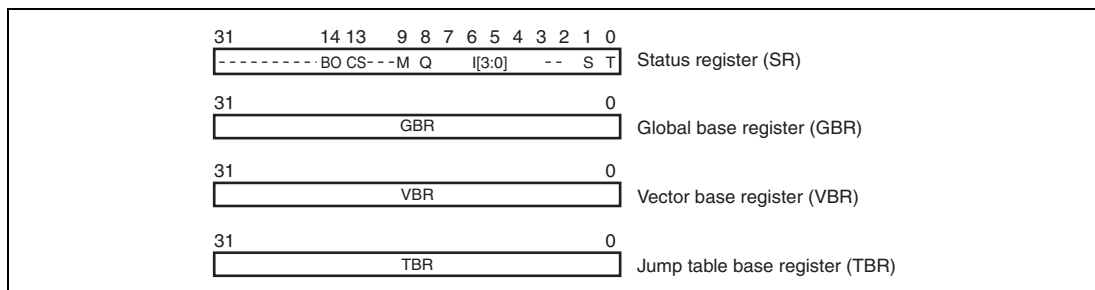 31 14 13 9 8 7 6 5 4 3 2 1 0
---------- BO CS---M Q I[3:0] -- S T Status register (SR)
31 0
GBR Global base register (GBR)
31 0
VBR Vector base register (VBR)
31 0
TBR Jump table base register (TBR)